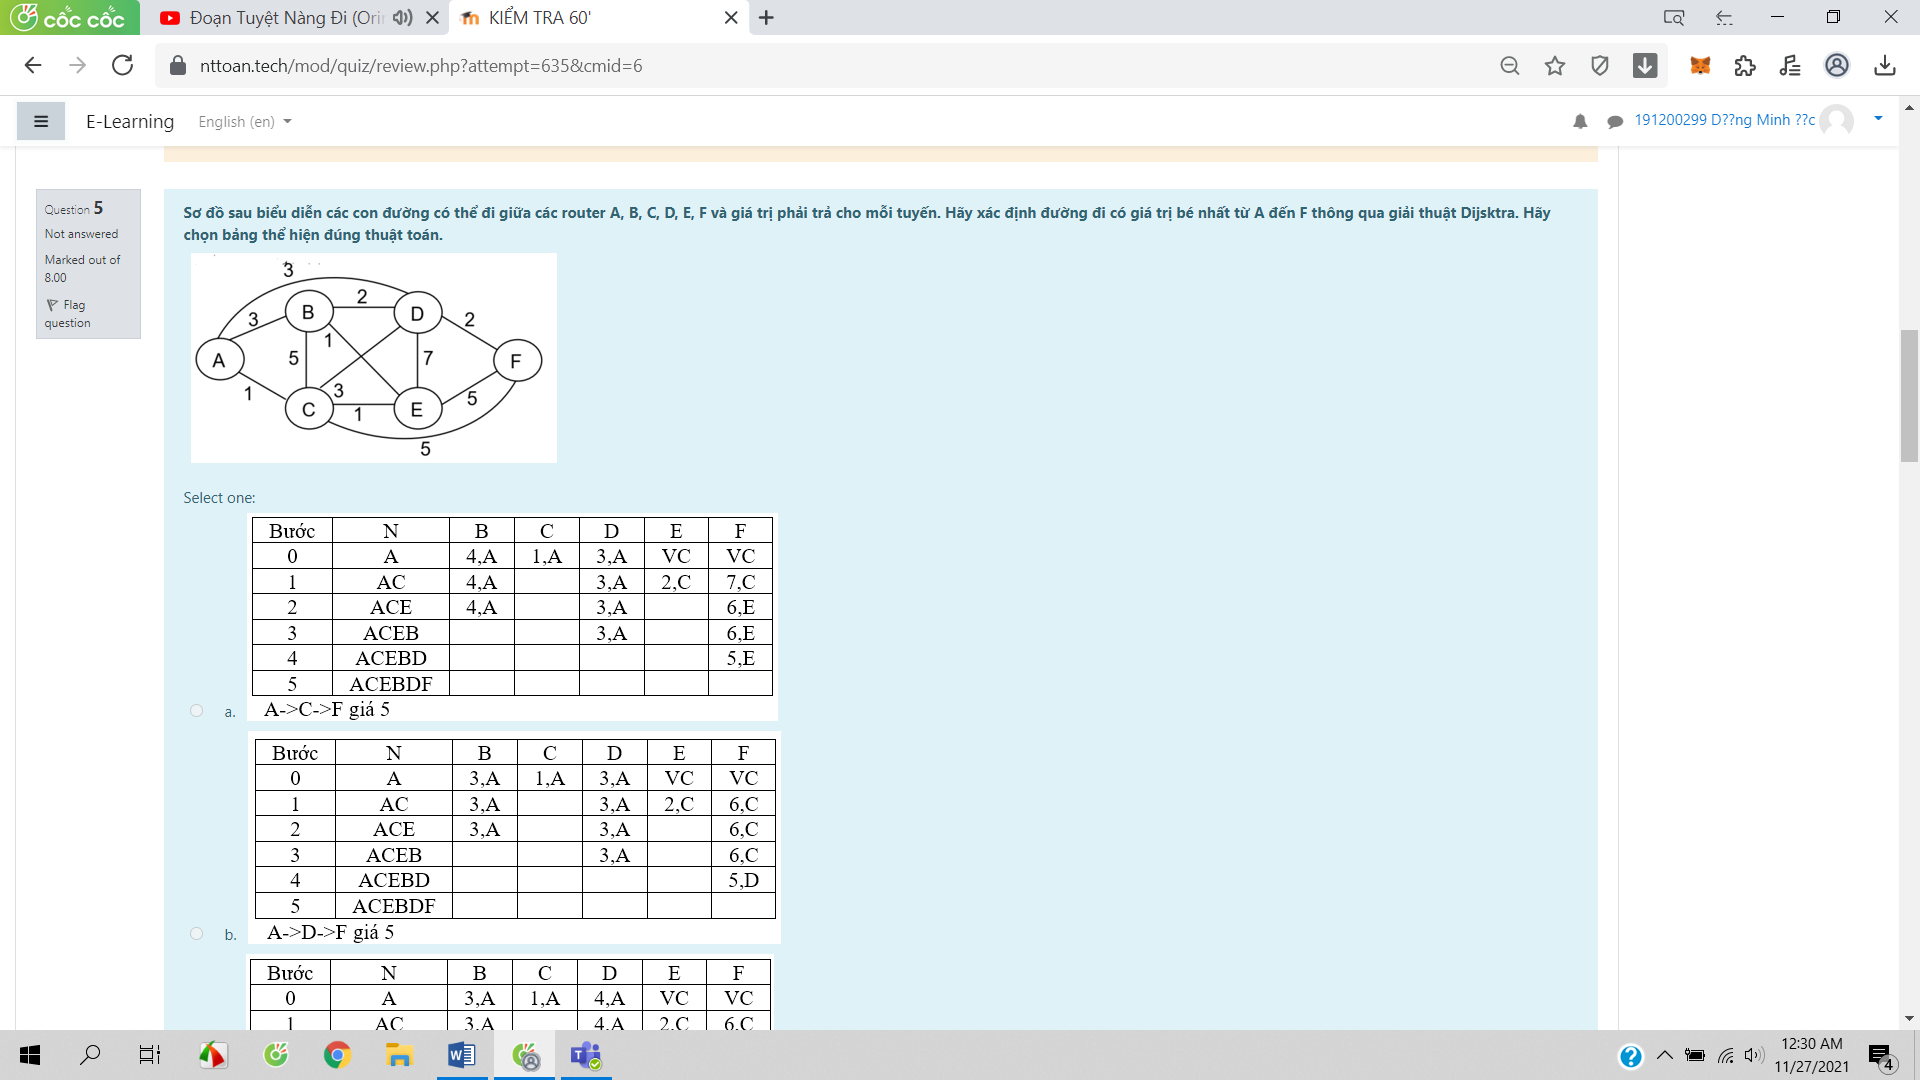 cốc cốc
Đoạn Tuyệt Nàng Đi (Ori
KIỂM TRA 60'
nttoan.tech/mod/quiz/review.php?attempt=635&cmid=6
E-Learning
English (en)
191200299 D??ng Minh ??c
Question 5
Not answered
Marked out of
8.00
Flag
question
Sơ đồ sau biểu diễn các con đường có thể đi giữa các router A, B, C, D, E, F và giá trị phải trả cho mỗi tuyến. Hãy xác định đường đi có giá trị bé nhất từ A đến F thông qua giải thuật Dijsktra. Hãy
chọn bảng thể hiện đúng thuật toán.
3
B 2 D
3 2
1
A 5 7 F
1 3 5
C 1 E
5
Select one:
Bước N B C D E F
0 A 4,A 1,A 3,A VC VC
1 AC 4,A 3,A 2,C 7,C
2 ACE 4,A 3,A 6,E
3 ACEB 3,A 6,E
4 ACEBD 5,E
5 ACEBDF
a. A->C->F giá 5
Bước N B C D E F
0 A 3,A 1,A 3,A VC VC
1 AC 3,A 3,A 2,C 6,C
2 ACE 3,A 3,A 6,C
3 ACEB 3,A 6,C
4 ACEBD 5,D
5 ACEBDF
b. A->D->F giá 5
Bước N B C D E F
0 A 3,A 1,A 4,A VC VC
1 AC 3,A 4,A 2,C 6,C
12:30 AM
11/27/2021
4